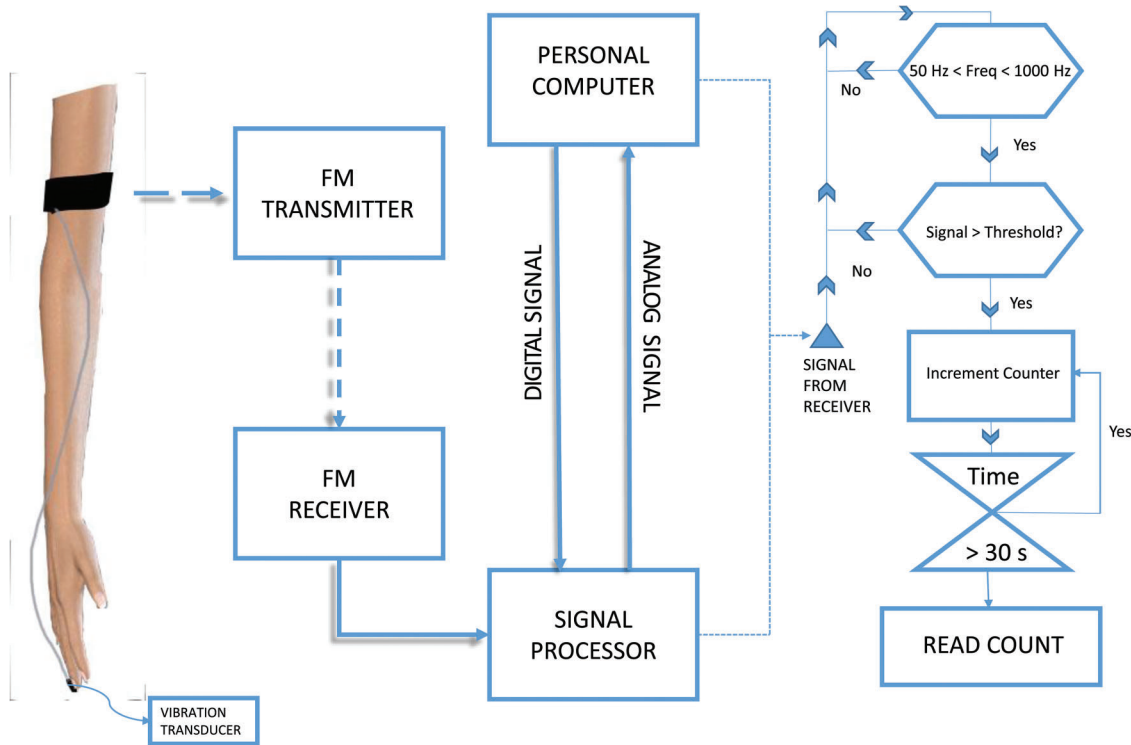 PERSONAL
COMPUTER
50 Hz < Freq < 1000 Hz
No
Yes
FM
TRANSMITTER
Signal > Threshold?
No
Yes
DIGITAL SIGNAL
ANALOG SIGNAL
SIGNAL
FROM
RECEIVER
Increment Counter
Yes
FM
RECEIVER
Time
> 30 s
SIGNAL
PROCESSOR
READ COUNT
VIBRATION
TRANSDUCER